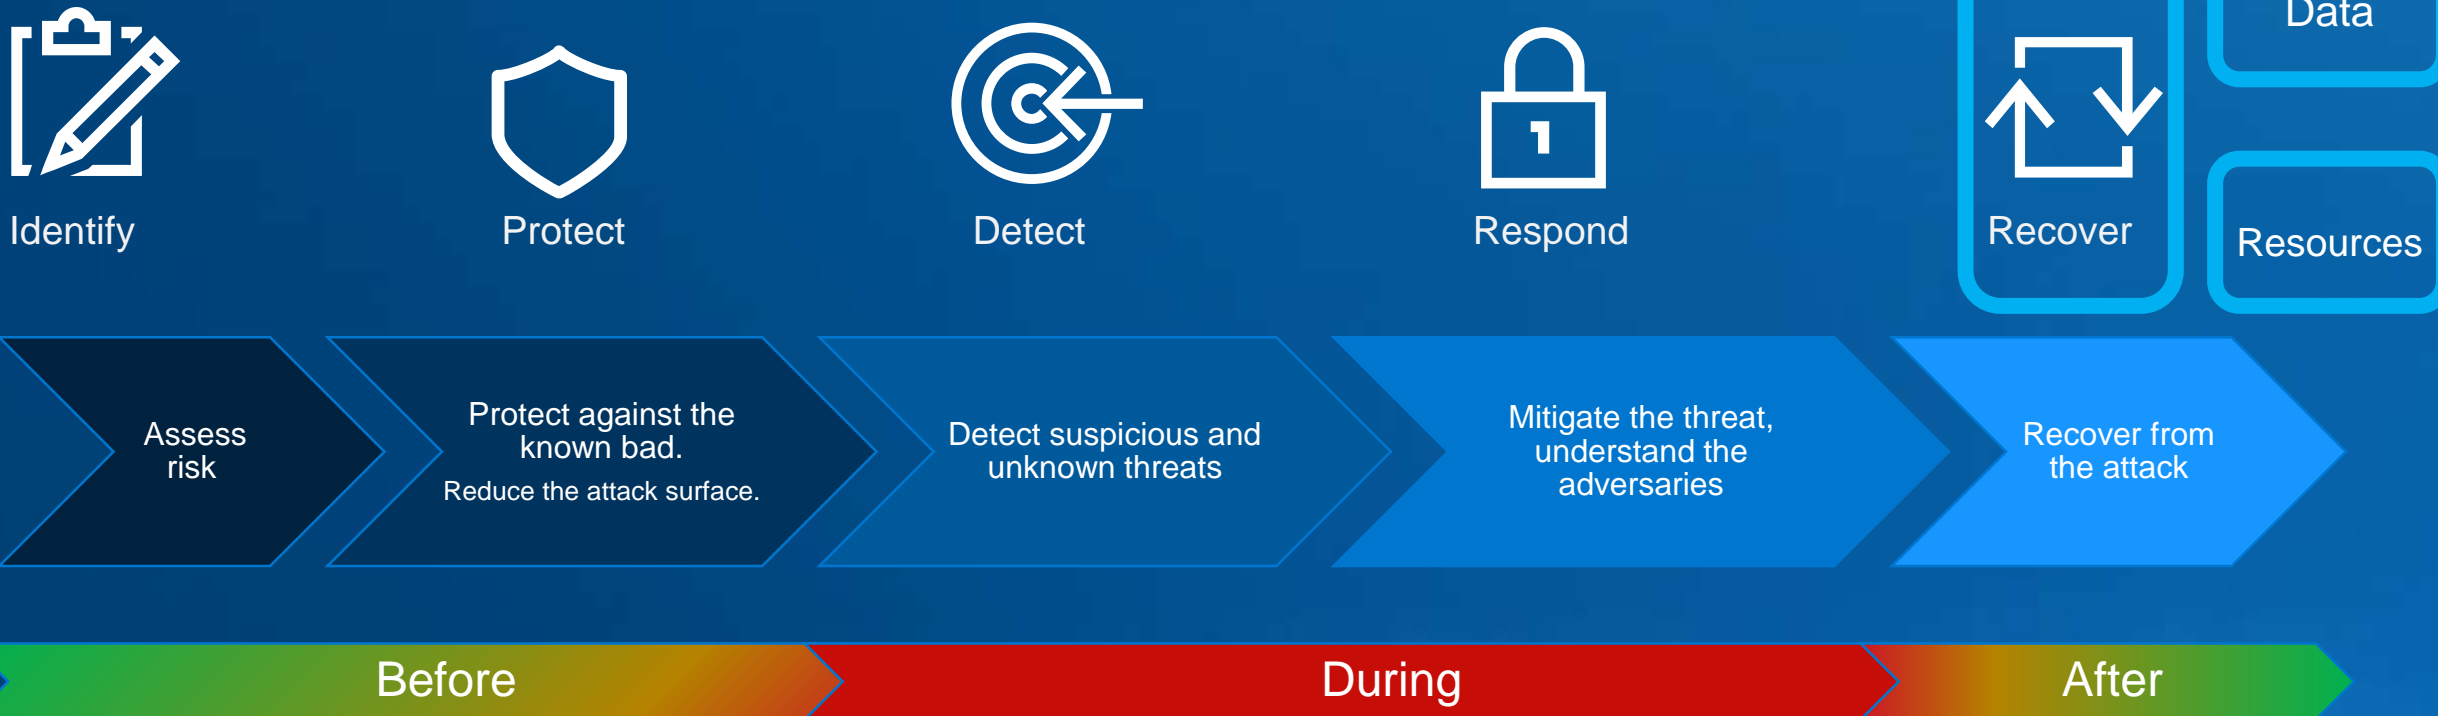 Data
Identify
Protect
Detect
Respond
Recover
Resources
Assess
risk
Protect against the
known bad.
Reduce the attack surface.
Detect suspicious and
unknown threats
Mitigate the threat,
understand the
adversaries
Recover from
the attack
Before
During
After